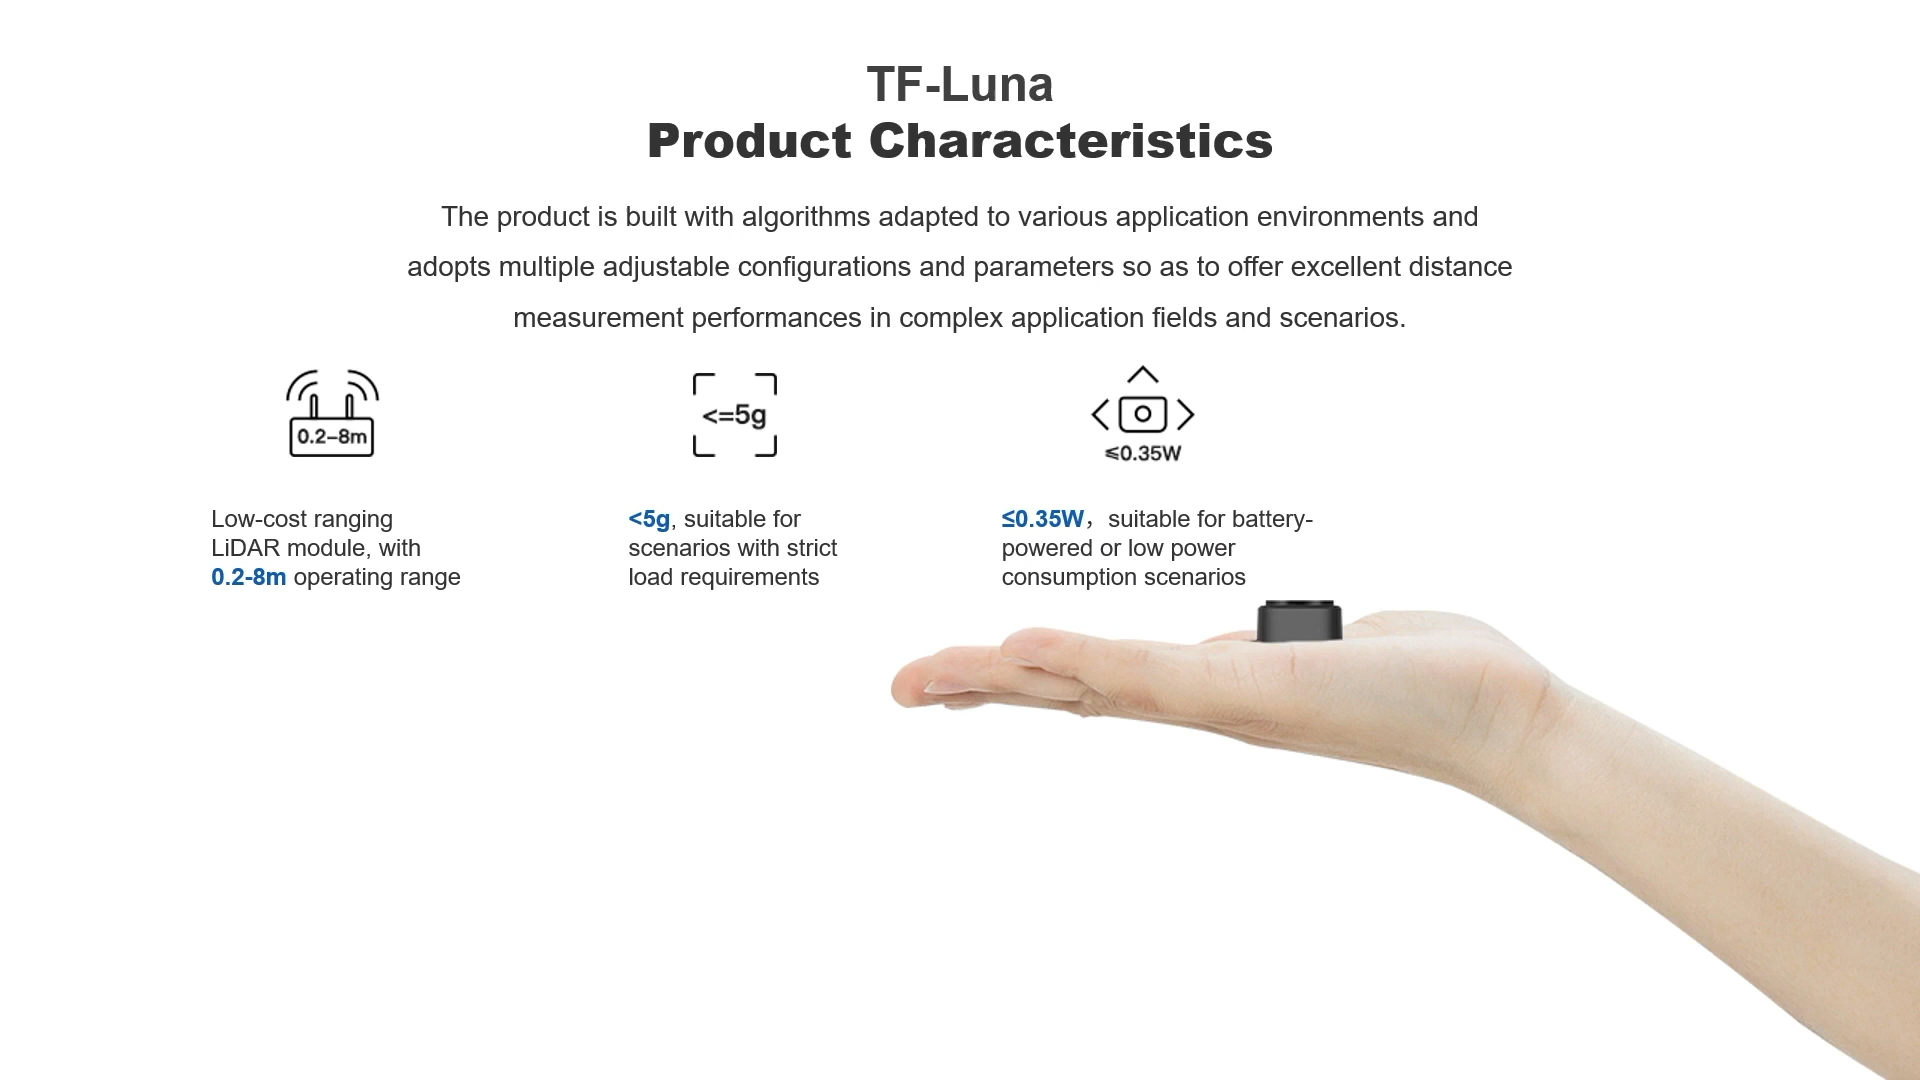 TF-Luna
Product Characteristics
The product is built with algorithms adapted to various application environments and
adopts multiple adjustable configurations and parameters so as to offer excellent distance
measurement performances in complex application fields and scenarios.
0.2–8m
Low-cost ranging
LiDAR module, with
0.2-8m operating range
<=5g
<5g, suitable for
scenarios with strict
load requirements
≤0.35W
≤0.35W，suitable for battery-
powered or low power
consumption scenarios